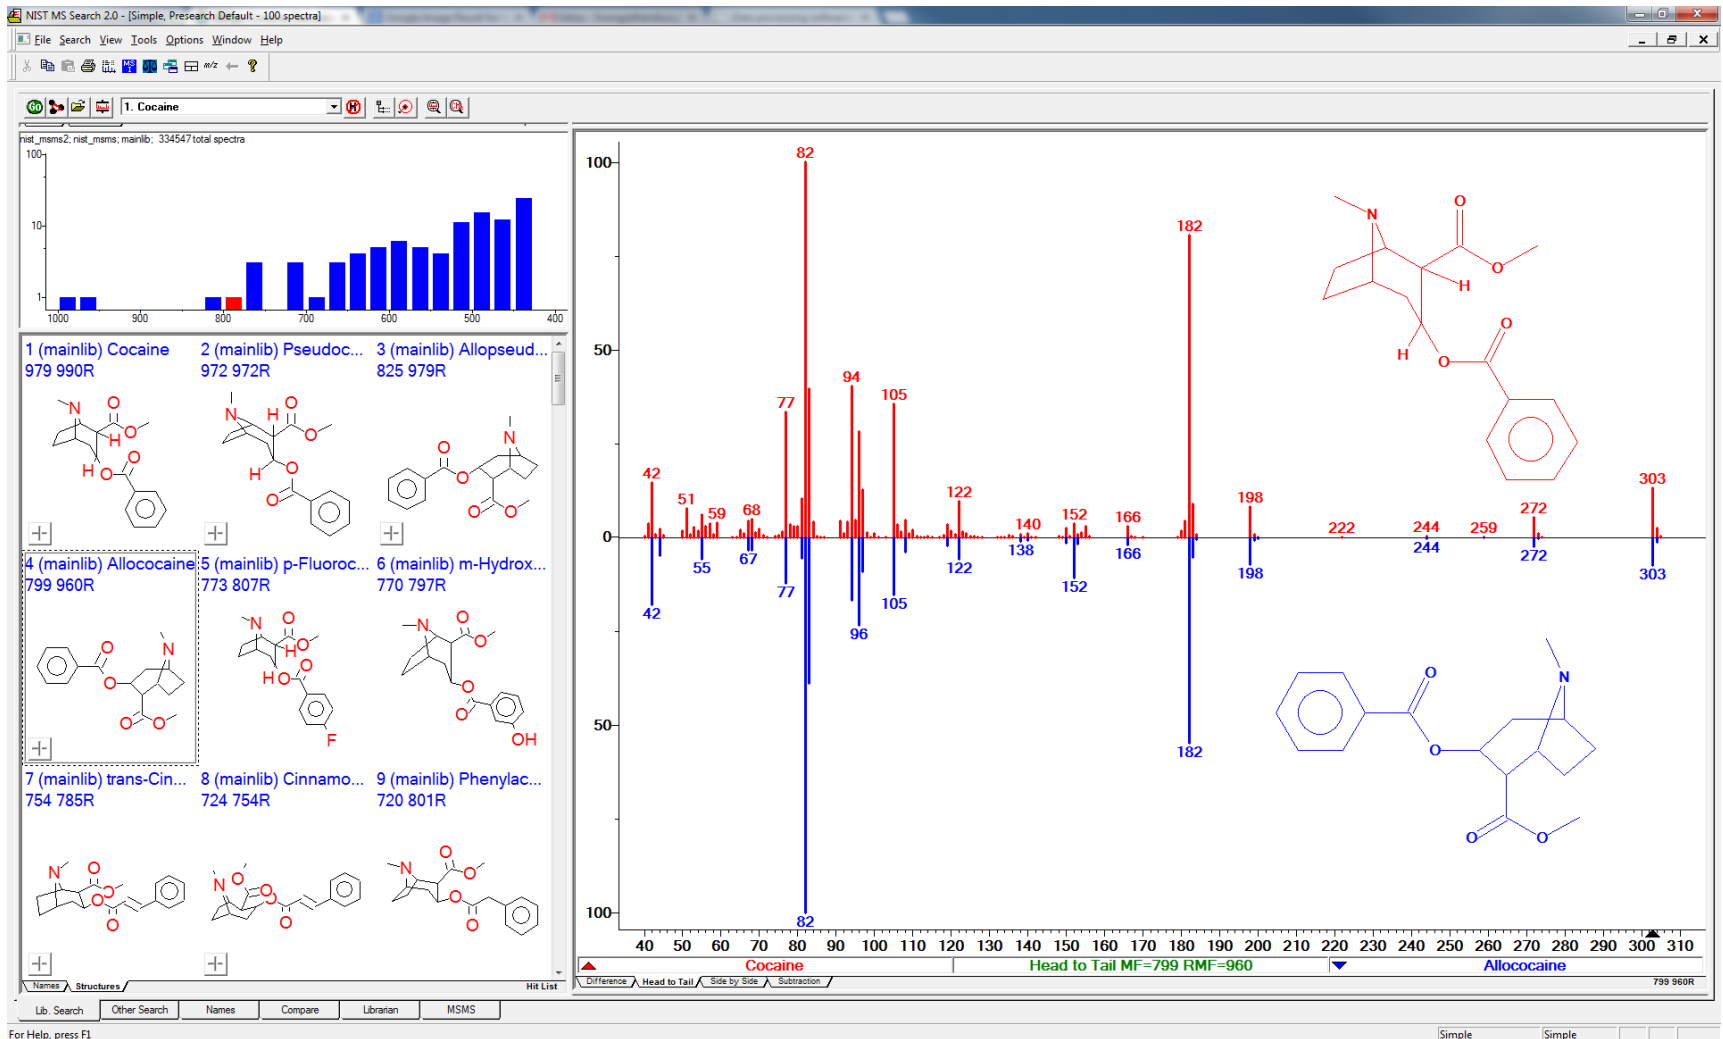 NIST MS Search 2.0 - [Simple, Presearch Default - 100 spectra]
File Search View Tools Options Window Help
MS
m/z
Go 1. Cocaine
nist_msms2; nist_msms; mainlib; 334547 total spectra
100
10
1
1000 900 800 700 600 500 400
1 (mainlib) Cocaine
979 990R
2 (mainlib) Pseudoc...
972 972R
3 (mainlib) Allopseud...
825 979R
N O O H H O O
N H O O H O O
N O O O O
4 (mainlib) Allococaine
799 960R
5 (mainlib) p-Fluoroc...
773 807R
6 (mainlib) m-Hydrox...
770 797R
O N O O O
N O O H H O O F
N O O O O OH
7 (mainlib) trans-Cin...
754 785R
8 (mainlib) Cinnamo...
724 754R
9 (mainlib) Phenylac...
720 801R
N O O O O
N O O O O
N O O O O
Names Structures Hit List
100
50
0
50
100
42 51 59 68 77 82 94 105 122 140 152 166 182 198 222 244 259 272 303
42 55 67 77 82 96 105 122 138 152 166 182 198 244 272 303
N O O H H O O
O N O O O
40 50 60 70 80 90 100 110 120 130 140 150 160 170 180 190 200 210 220 230 240 250 260 270 280 290 300 310
Cocaine Head to Tail MF=799 RMF=960 Allococaine
Difference Head to Tail Side by Side Subtraction 799 960R
Lib. Search Other Search Names Compare Librarian MSMS
For Help, press F1 Simple Simple